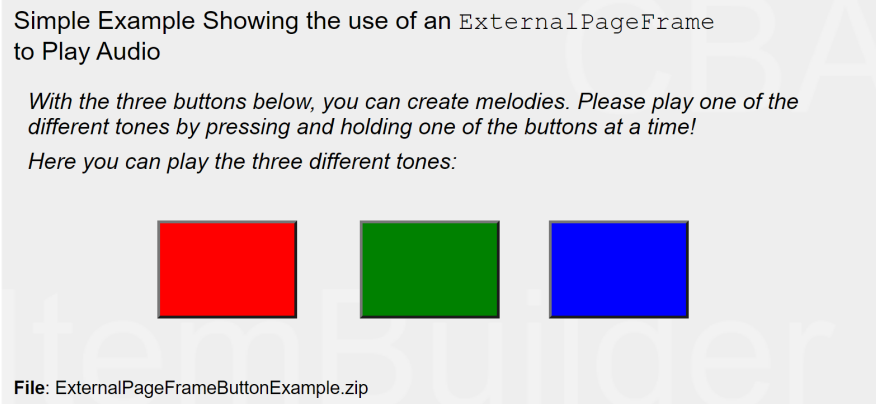 Simple Example Showing the use of an ExternalPageFrame
to Play Audio
With the three buttons below, you can create melodies. Please play one of the
different tones by pressing and holding one of the buttons at a time!
Here you can play the three different tones:
CBA
ItemBuilder
File: ExternalPageFrameButtonExample.zip